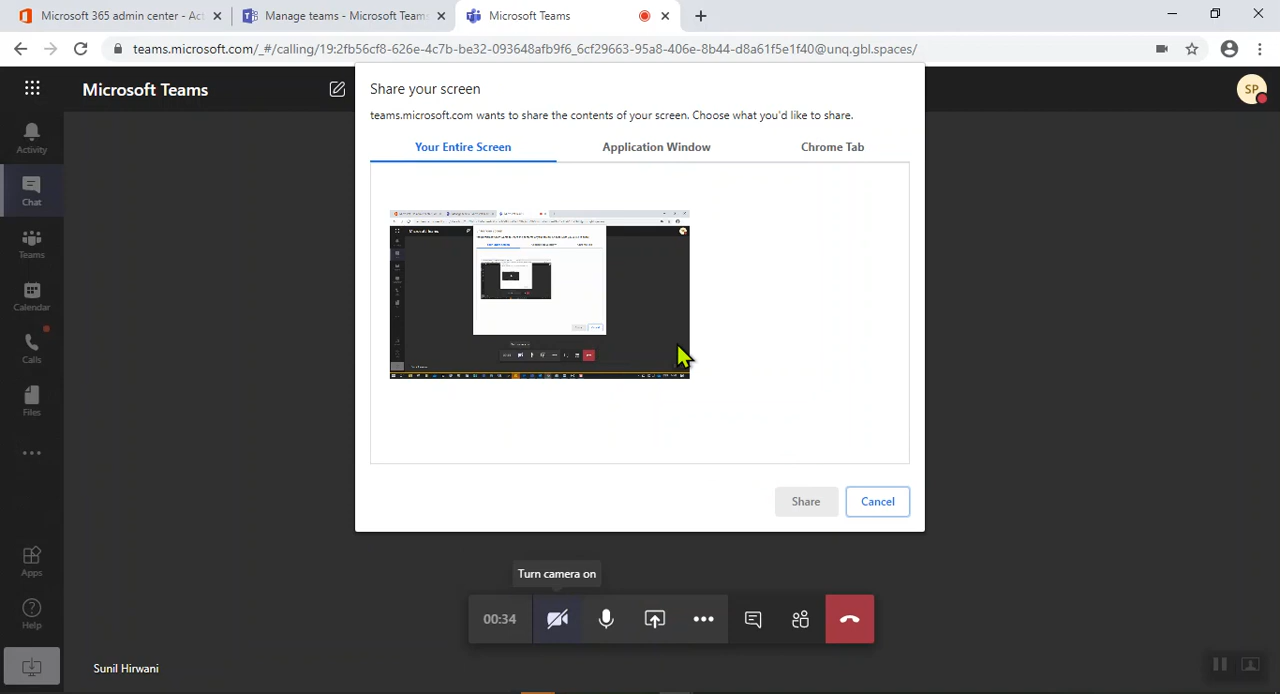 Microsoft 365 admin center - Act
Manage teams - Microsoft Teams
Microsoft Teams
teams.microsoft.com/_#/calling/19:2fb56cf8-626e-4c7b-be32-093648afb9f6_6cf29663-95a8-406e-8b44-d8a61f5e1f40@unq.gbl.spaces/
Microsoft Teams
SP
Share your screen
teams.microsoft.com wants to share the contents of your screen. Choose what you'd like to share.
Your Entire Screen
Application Window
Chrome Tab
Activity
Chat
Teams
Calendar
Calls
Files
Apps
Help
Share
Cancel
Turn camera on
00:34
Sunil Hirwani